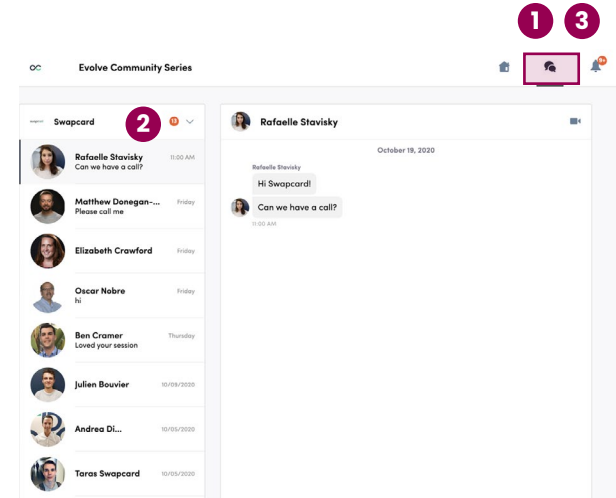 1 3
OC Evolve Community Series 9+
Swapcard 2 13
Rafaelle Stavisky 11:00 AM
Can we have a call?
Matthew Donegan-... Friday
Please call me
Elizabeth Crawford Friday
Oscar Nobre Friday
hi
Ben Cramer Thursday
Loved your session
Julien Bouvier 10/09/2020
Andrea Di... 10/05/2020
Taras Swapcard 10/05/2020
Rafaelle Stavisky
October 19, 2020
Rafaelle Stavisky
Hi Swapcard!
Can we have a call?
11:00 AM